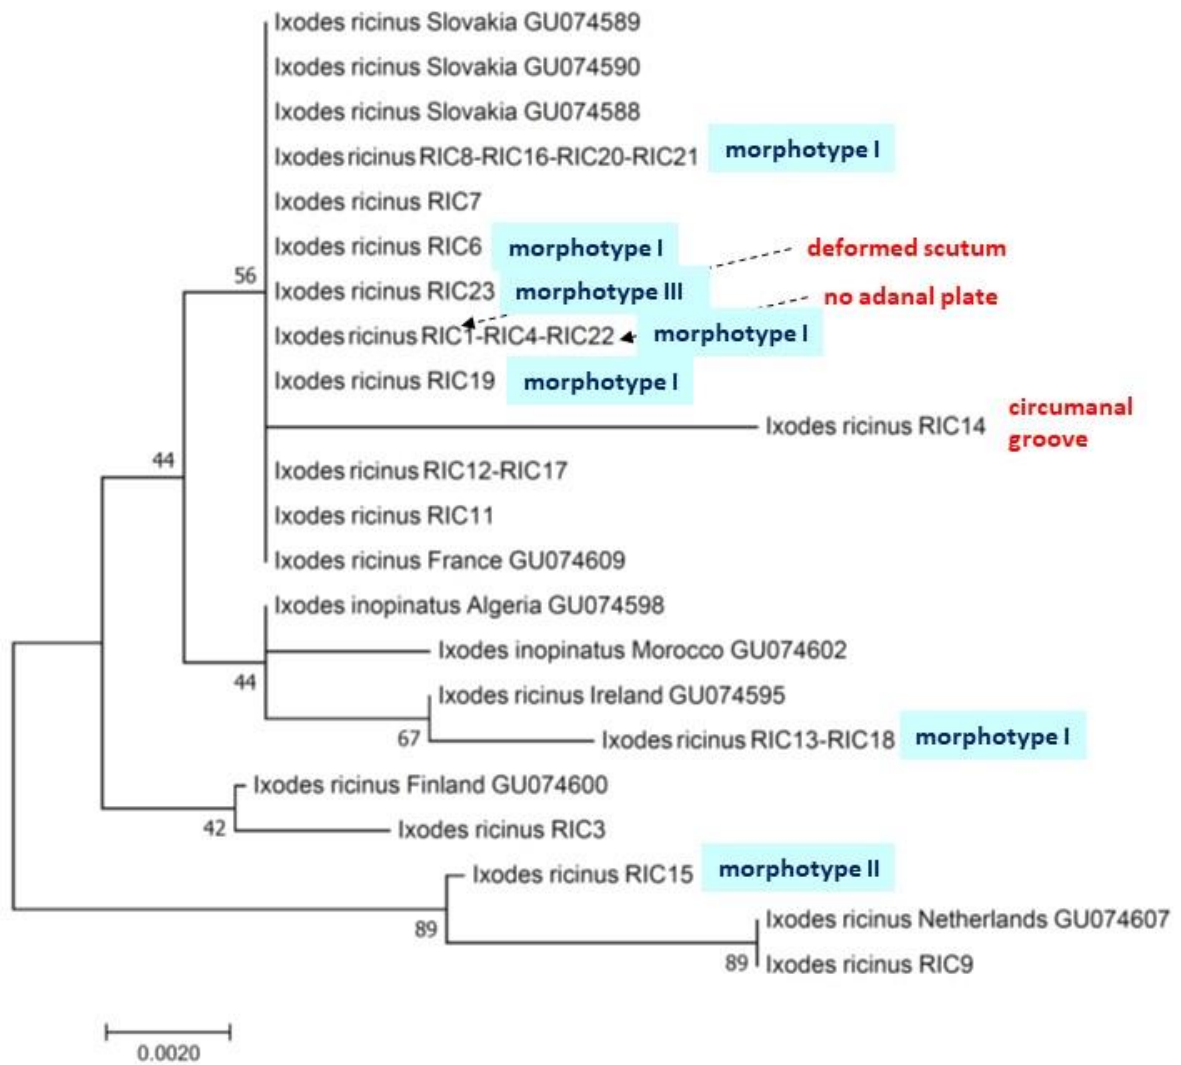 Ixodes ricinus Slovakia GU074589
Ixodes ricinus Slovakia GU074590
Ixodes ricinus Slovakia GU074588
Ixodes ricinus RIC8-RIC16-RIC20-RIC21 morphotype I
Ixodes ricinus RIC7
Ixodes ricinus RIC6 morphotype I deformed scutum
56
Ixodes ricinus RIC23 morphotype III no adanal plate
Ixodes ricinus RIC1-RIC4-RIC22 morphotype I
Ixodes ricinus RIC19 morphotype I
Ixodes ricinus RIC14 circumanal
groove
44
Ixodes ricinus RIC12-RIC17
Ixodes ricinus RIC11
Ixodes ricinus France GU074609
Ixodes inopinatus Algeria GU074598
Ixodes inopinatus Morocco GU074602
44
Ixodes ricinus Ireland GU074595
67
Ixodes ricinus RIC13-RIC18 morphotype I
Ixodes ricinus Finland GU074600
42
Ixodes ricinus RIC3
Ixodes ricinus RIC15 morphotype II
89
Ixodes ricinus Netherlands GU074607
89 Ixodes ricinus RIC9
0.0020